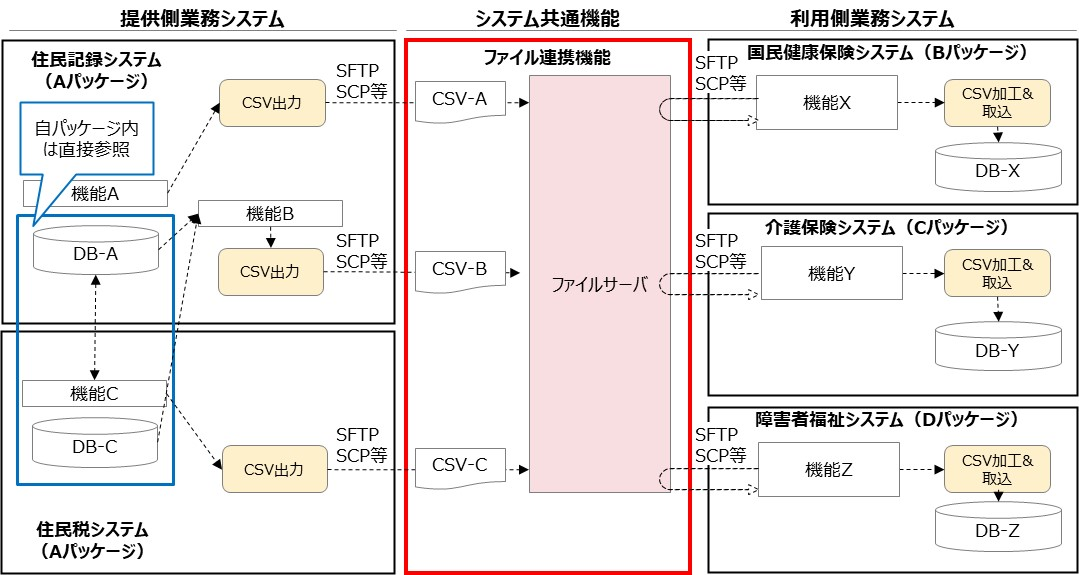 提供側業務システム
システム共通機能
利用側業務システム
住民記録システム
（Aパッケージ）
自パッケージ内
は直接参照
CSV出力
SFTP
SCP等
機能A
DB-A
機能B
CSV出力
SFTP
SCP等
機能C
DB-C
CSV出力
SFTP
SCP等
住民税システム
（Aパッケージ）
ファイル連携機能
CSV-A
CSV-B
CSV-C
ファイルサーバ
国民健康保険システム（Bパッケージ）
SFTP
SCP等
機能X
CSV加工&
取込
DB-X
介護保険システム（Cパッケージ）
SFTP
SCP等
機能Y
CSV加工&
取込
DB-Y
障害者福祉システム（Dパッケージ）
SFTP
SCP等
機能Z
CSV加工&
取込
DB-Z